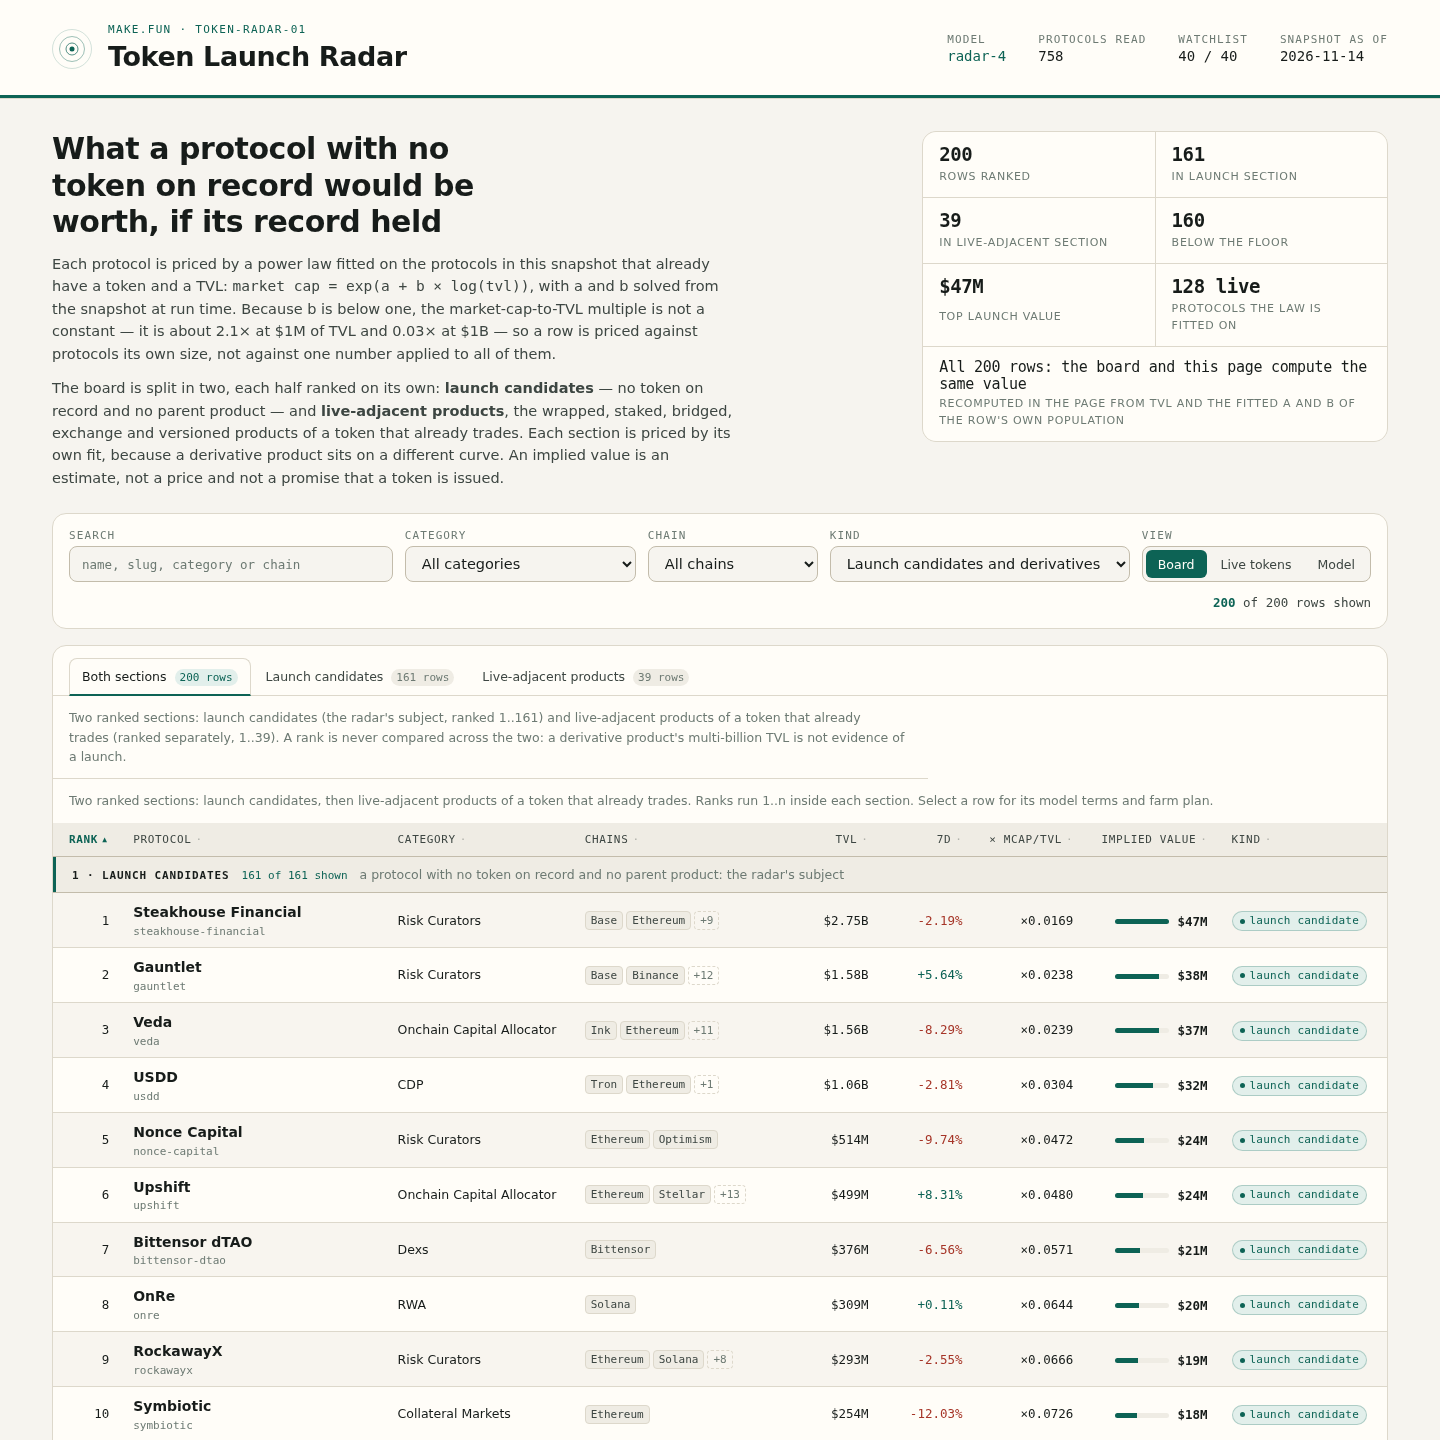 MAKE.FUN · TOKEN-RADAR-01
Token Launch Radar
MODEL
radar-4
PROTOCOLS READ
758
WATCHLIST
40 / 40
SNAPSHOT AS OF
2026-11-14
What a protocol with no
token on record would be
worth, if its record held
Each protocol is priced by a power law fitted on the protocols in this snapshot that already
have a token and a TVL: market cap = exp(a + b × log(tvl)), with a and b solved from
the snapshot at run time. Because b is below one, the market-cap-to-TVL multiple is not a
constant — it is about 2.1× at $1M of TVL and 0.03× at $1B — so a row is priced against
protocols its own size, not against one number applied to all of them.
The board is split in two, each half ranked on its own: launch candidates — no token on
record and no parent product — and live-adjacent products, the wrapped, staked, bridged,
exchange and versioned products of a token that already trades. Each section is priced by its
own fit, because a derivative product sits on a different curve. An implied value is an
estimate, not a price and not a promise that a token is issued.
200
ROWS RANKED
161
IN LAUNCH SECTION
39
IN LIVE-ADJACENT SECTION
160
BELOW THE FLOOR
$47M
TOP LAUNCH VALUE
128 live
PROTOCOLS THE LAW IS
FITTED ON
All 200 rows: the board and this page compute the
same value
RECOMPUTED IN THE PAGE FROM TVL AND THE FITTED A AND B OF
THE ROW'S OWN POPULATION
SEARCH
name, slug, category or chain
CATEGORY
All categories
CHAIN
All chains
KIND
Launch candidates and derivatives
VIEW
Board Live tokens Model
200 of 200 rows shown
Both sections 200 rows Launch candidates 161 rows Live-adjacent products 39 rows
Two ranked sections: launch candidates (the radar's subject, ranked 1..161) and live-adjacent products of a token that already
trades (ranked separately, 1..39). A rank is never compared across the two: a derivative product's multi-billion TVL is not evidence of
a launch.
Two ranked sections: launch candidates, then live-adjacent products of a token that already trades. Ranks run 1..n inside each section. Select a row for its model terms and farm plan.
RANK ▲ PROTOCOL · CATEGORY · CHAINS · TVL · 7D · × MCAP/TVL · IMPLIED VALUE · KIND ·
1 · LAUNCH CANDIDATES 161 of 161 shown a protocol with no token on record and no parent product: the radar's subject
1 Steakhouse Financial Risk Curators Base Ethereum +9 $2.75B -2.19% ×0.0169 $47M launch candidate
steakhouse-financial
2 Gauntlet Risk Curators Base Binance +12 $1.58B +5.64% ×0.0238 $38M launch candidate
gauntlet
3 Veda Onchain Capital Allocator Ink Ethereum +11 $1.56B -8.29% ×0.0239 $37M launch candidate
veda
4 USDD CDP Tron Ethereum +1 $1.06B -2.81% ×0.0304 $32M launch candidate
usdd
5 Nonce Capital Risk Curators Ethereum Optimism $514M -9.74% ×0.0472 $24M launch candidate
nonce-capital
6 Upshift Onchain Capital Allocator Ethereum Stellar +13 $499M +8.31% ×0.0480 $24M launch candidate
upshift
7 Bittensor dTAO Dexs Bittensor $376M -6.56% ×0.0571 $21M launch candidate
bittensor-dtao
8 OnRe RWA Solana $309M +0.11% ×0.0644 $20M launch candidate
onre
9 RockawayX Risk Curators Ethereum Solana +8 $293M -2.55% ×0.0666 $19M launch candidate
rockawayx
10 Symbiotic Collateral Markets Ethereum $254M -12.03% ×0.0726 $18M launch candidate
symbiotic